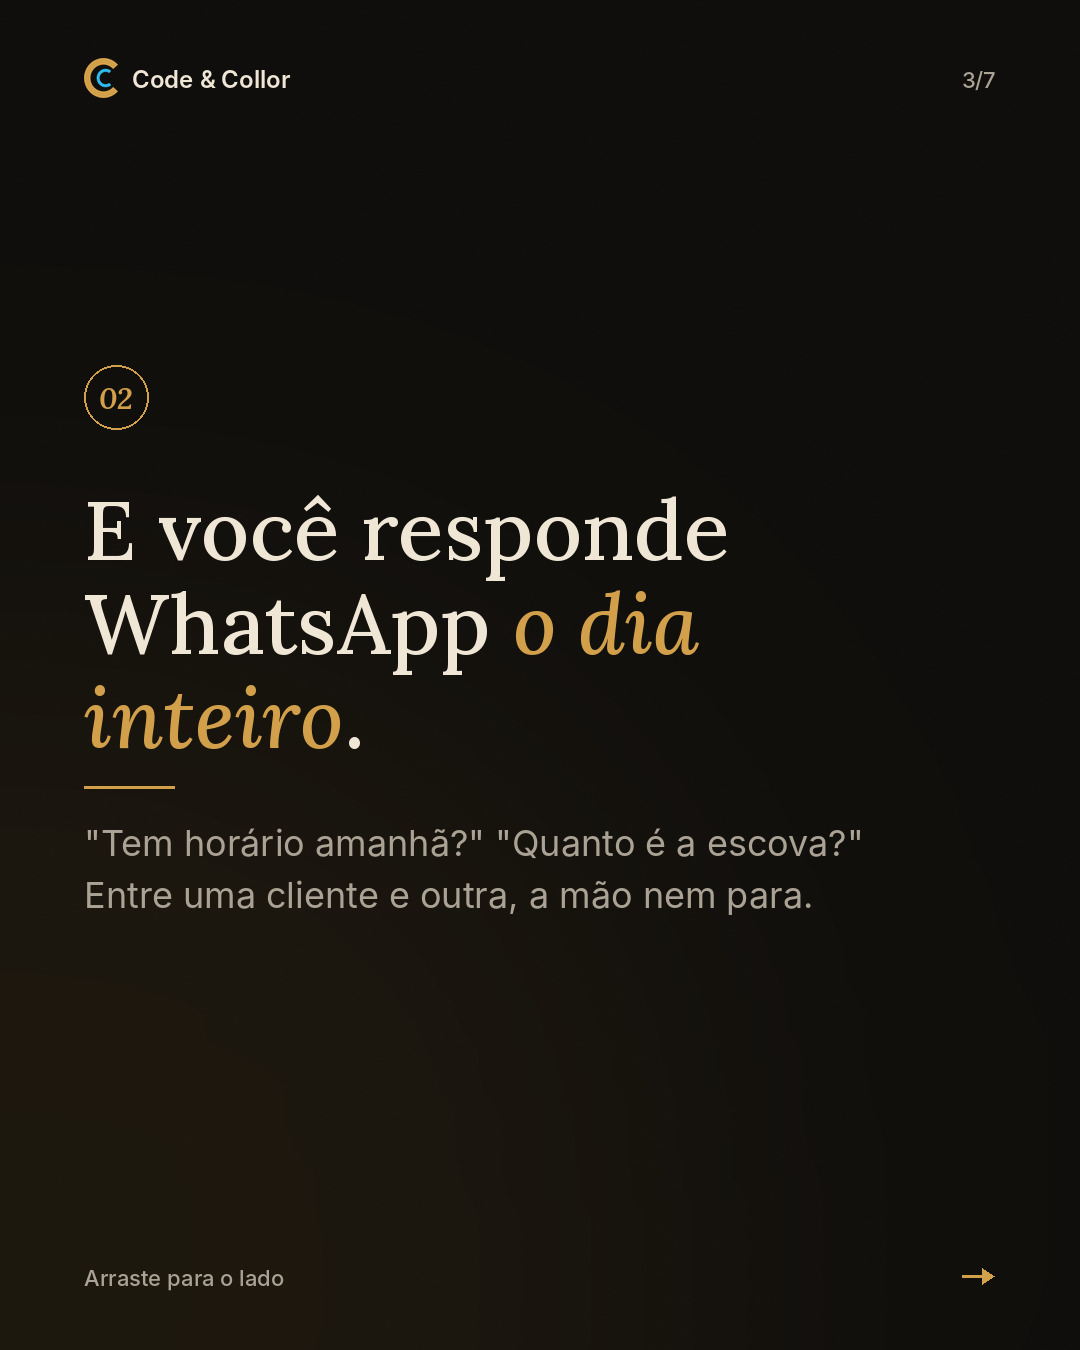 Code & Collor
3/7
02
E você responde
WhatsApp o dia
inteiro.
"Tem horário amanhã?" "Quanto é a escova?"
Entre uma cliente e outra, a mão nem para.
Arraste para o lado